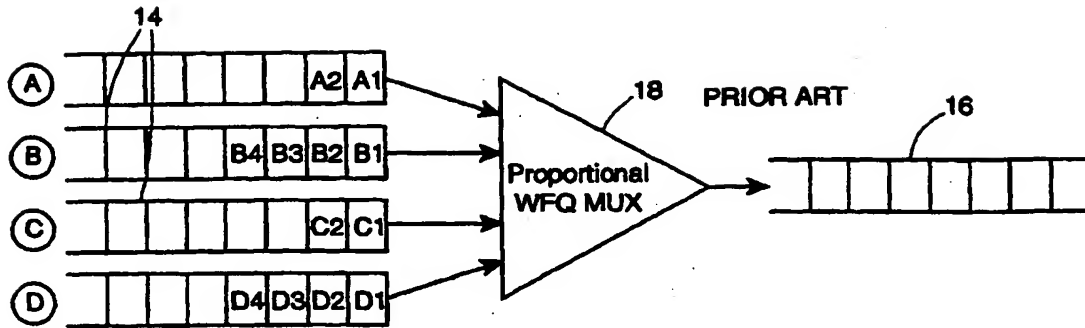 14
A A2 A1
18 PRIOR ART 16
B B4 B3 B2 B1
Proportional
WFQ MUX
C C2 C1
D D4 D3 D2 D1